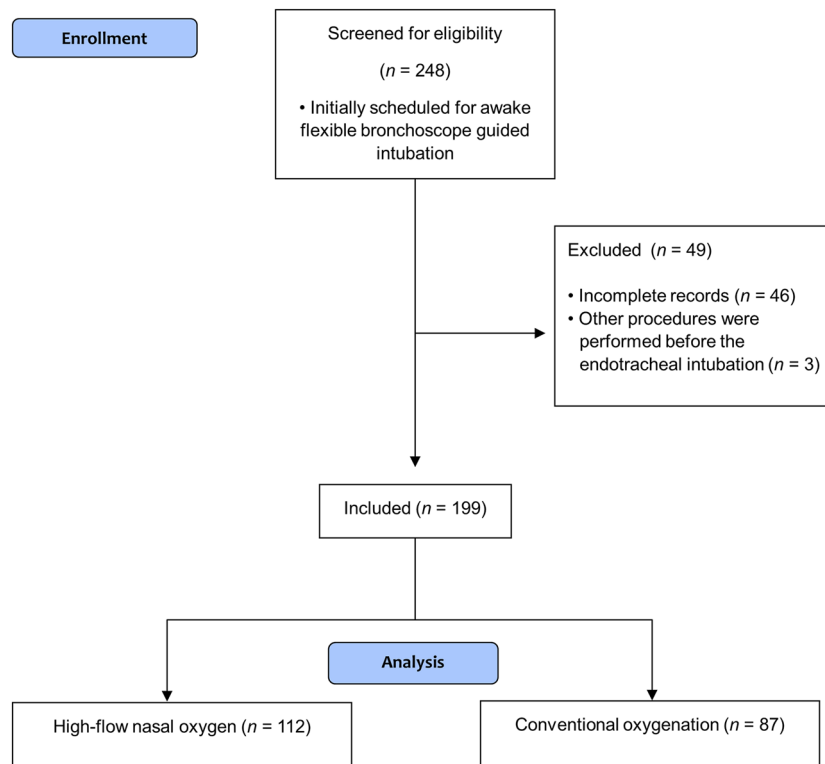 Enrollment
Screened for eligibility
(n = 248)
• Initially scheduled for awake
flexible bronchoscope guided
intubation
Excluded (n = 49)
• Incomplete records (n = 46)
• Other procedures were
performed before the
endotracheal intubation (n = 3)
Included (n = 199)
Analysis
High-flow nasal oxygen (n = 112)
Conventional oxygenation (n = 87)